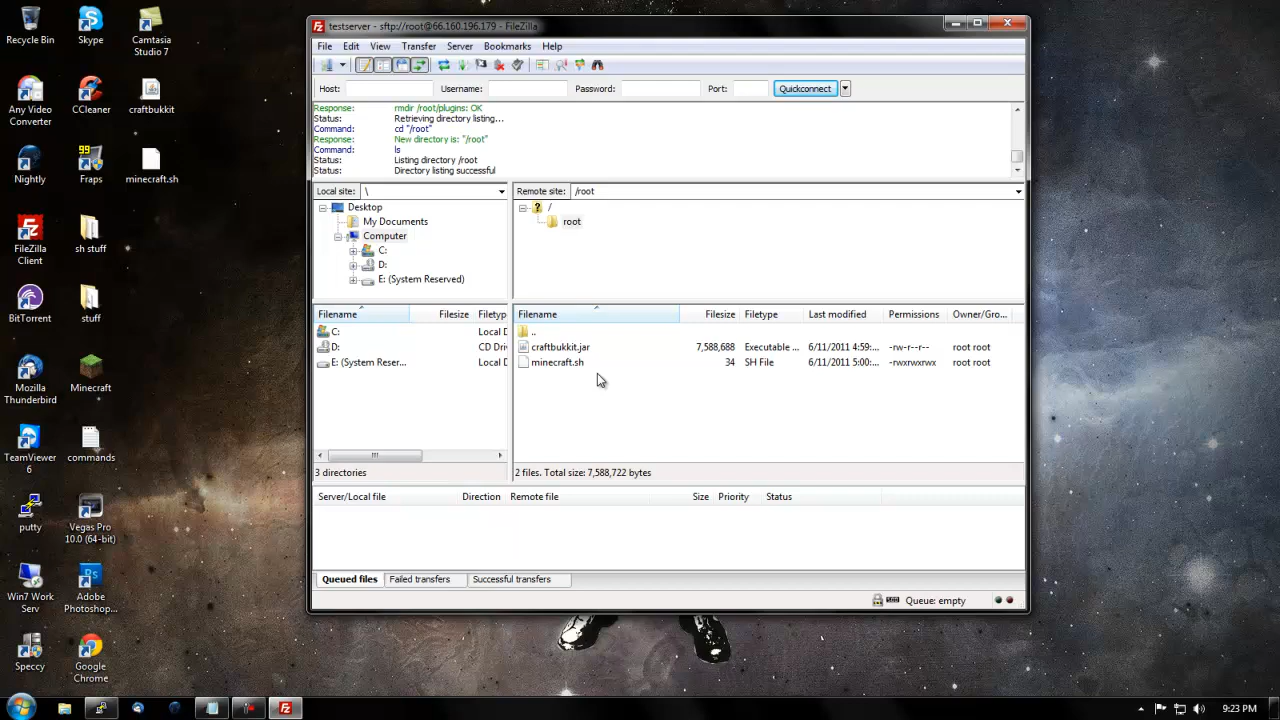 Recycle Bin
Skype
Camtasia Studio 7
Any Video Converter
CCleaner
craftbukkit
Nightly
99
Fraps
minecraft.sh
FileZilla Client
sh stuff
BitTorrent
stuff
Mozilla Thunderbird
Minecraft
TeamViewer 6
commands
putty
Vegas Pro 10.0 (64-bit)
Win7 Work Serv
Adobe Photoshop...
Speccy
Google Chrome
testserver - sftp://root@66.160.196.179 - FileZilla
File Edit View Transfer Server Bookmarks Help
Host: Username: Password: Port: Quickconnect
Response: rmdir /root/plugins: OK
Status: Retrieving directory listing...
Command: cd "/root"
Response: New directory is: "/root"
Command: ls
Status: Listing directory /root
Status: Directory listing successful
Local site: \
Remote site: /root
Desktop
My Documents
Computer
C:
D:
E: (System Reserved)
/
root
Filename Filesize Filetyp
C: Local D
D: CD Driv
E: (System Reser... Local D
3 directories
Filename Filesize Filetype Last modified Permissions Owner/Gro...
..
craftbukkit.jar 7,588,688 Executable ... 6/11/2011 4:59:... -rw-r--r-- root root
minecraft.sh 34 SH File 6/11/2011 5:00:... -rwxrwxrwx root root
2 files. Total size: 7,588,722 bytes
Server/Local file Direction Remote file Size Priority Status
Queued files Failed transfers Successful transfers
Queue: empty
9:23 PM